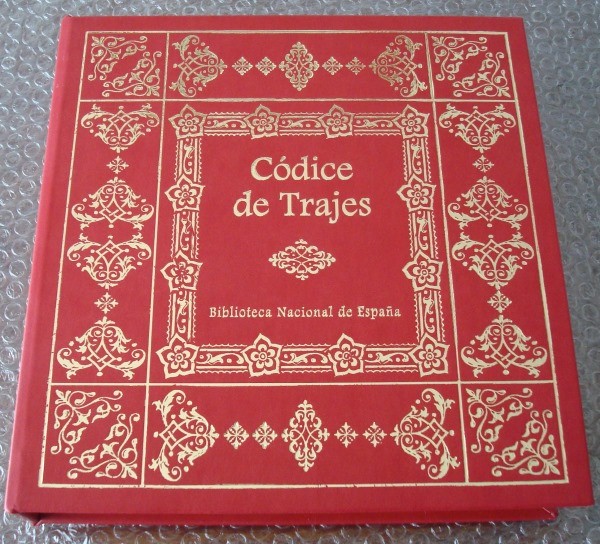 Códice
de Trajes
Biblioteca Nacional de España